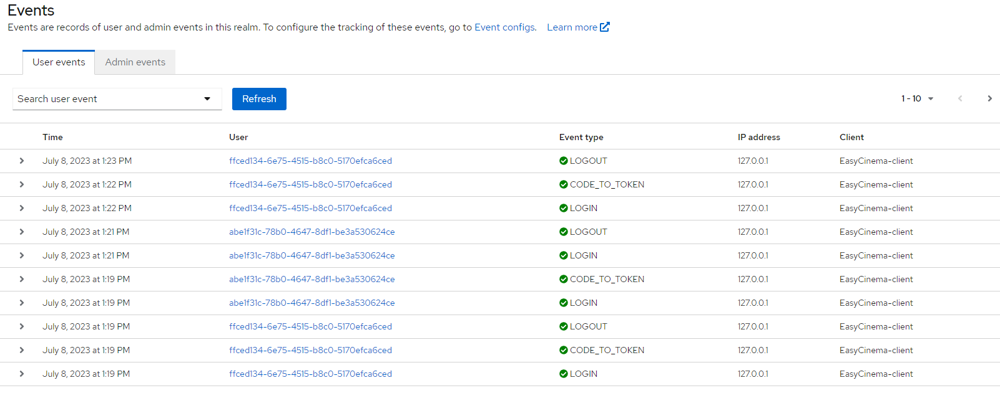 Events
Events are records of user and admin events in this realm. To configure the tracking of these events, go to Event configs. Learn more
User events Admin events
Search user event Refresh 1 - 10
Time User Event type IP address Client
July 8, 2023 at 1:23 PM ffced134-6e75-4515-b8c0-5170efca6ced LOGOUT 127.0.0.1 EasyCinema-client
July 8, 2023 at 1:22 PM ffced134-6e75-4515-b8c0-5170efca6ced CODE_TO_TOKEN 127.0.0.1 EasyCinema-client
July 8, 2023 at 1:22 PM ffced134-6e75-4515-b8c0-5170efca6ced LOGIN 127.0.0.1 EasyCinema-client
July 8, 2023 at 1:21 PM abe1f31c-78b0-4647-8df1-be3a530624ce LOGOUT 127.0.0.1 EasyCinema-client
July 8, 2023 at 1:21 PM abe1f31c-78b0-4647-8df1-be3a530624ce LOGIN 127.0.0.1 EasyCinema-client
July 8, 2023 at 1:19 PM abe1f31c-78b0-4647-8df1-be3a530624ce CODE_TO_TOKEN 127.0.0.1 EasyCinema-client
July 8, 2023 at 1:19 PM abe1f31c-78b0-4647-8df1-be3a530624ce LOGIN 127.0.0.1 EasyCinema-client
July 8, 2023 at 1:19 PM ffced134-6e75-4515-b8c0-5170efca6ced LOGOUT 127.0.0.1 EasyCinema-client
July 8, 2023 at 1:19 PM ffced134-6e75-4515-b8c0-5170efca6ced CODE_TO_TOKEN 127.0.0.1 EasyCinema-client
July 8, 2023 at 1:19 PM ffced134-6e75-4515-b8c0-5170efca6ced LOGIN 127.0.0.1 EasyCinema-client